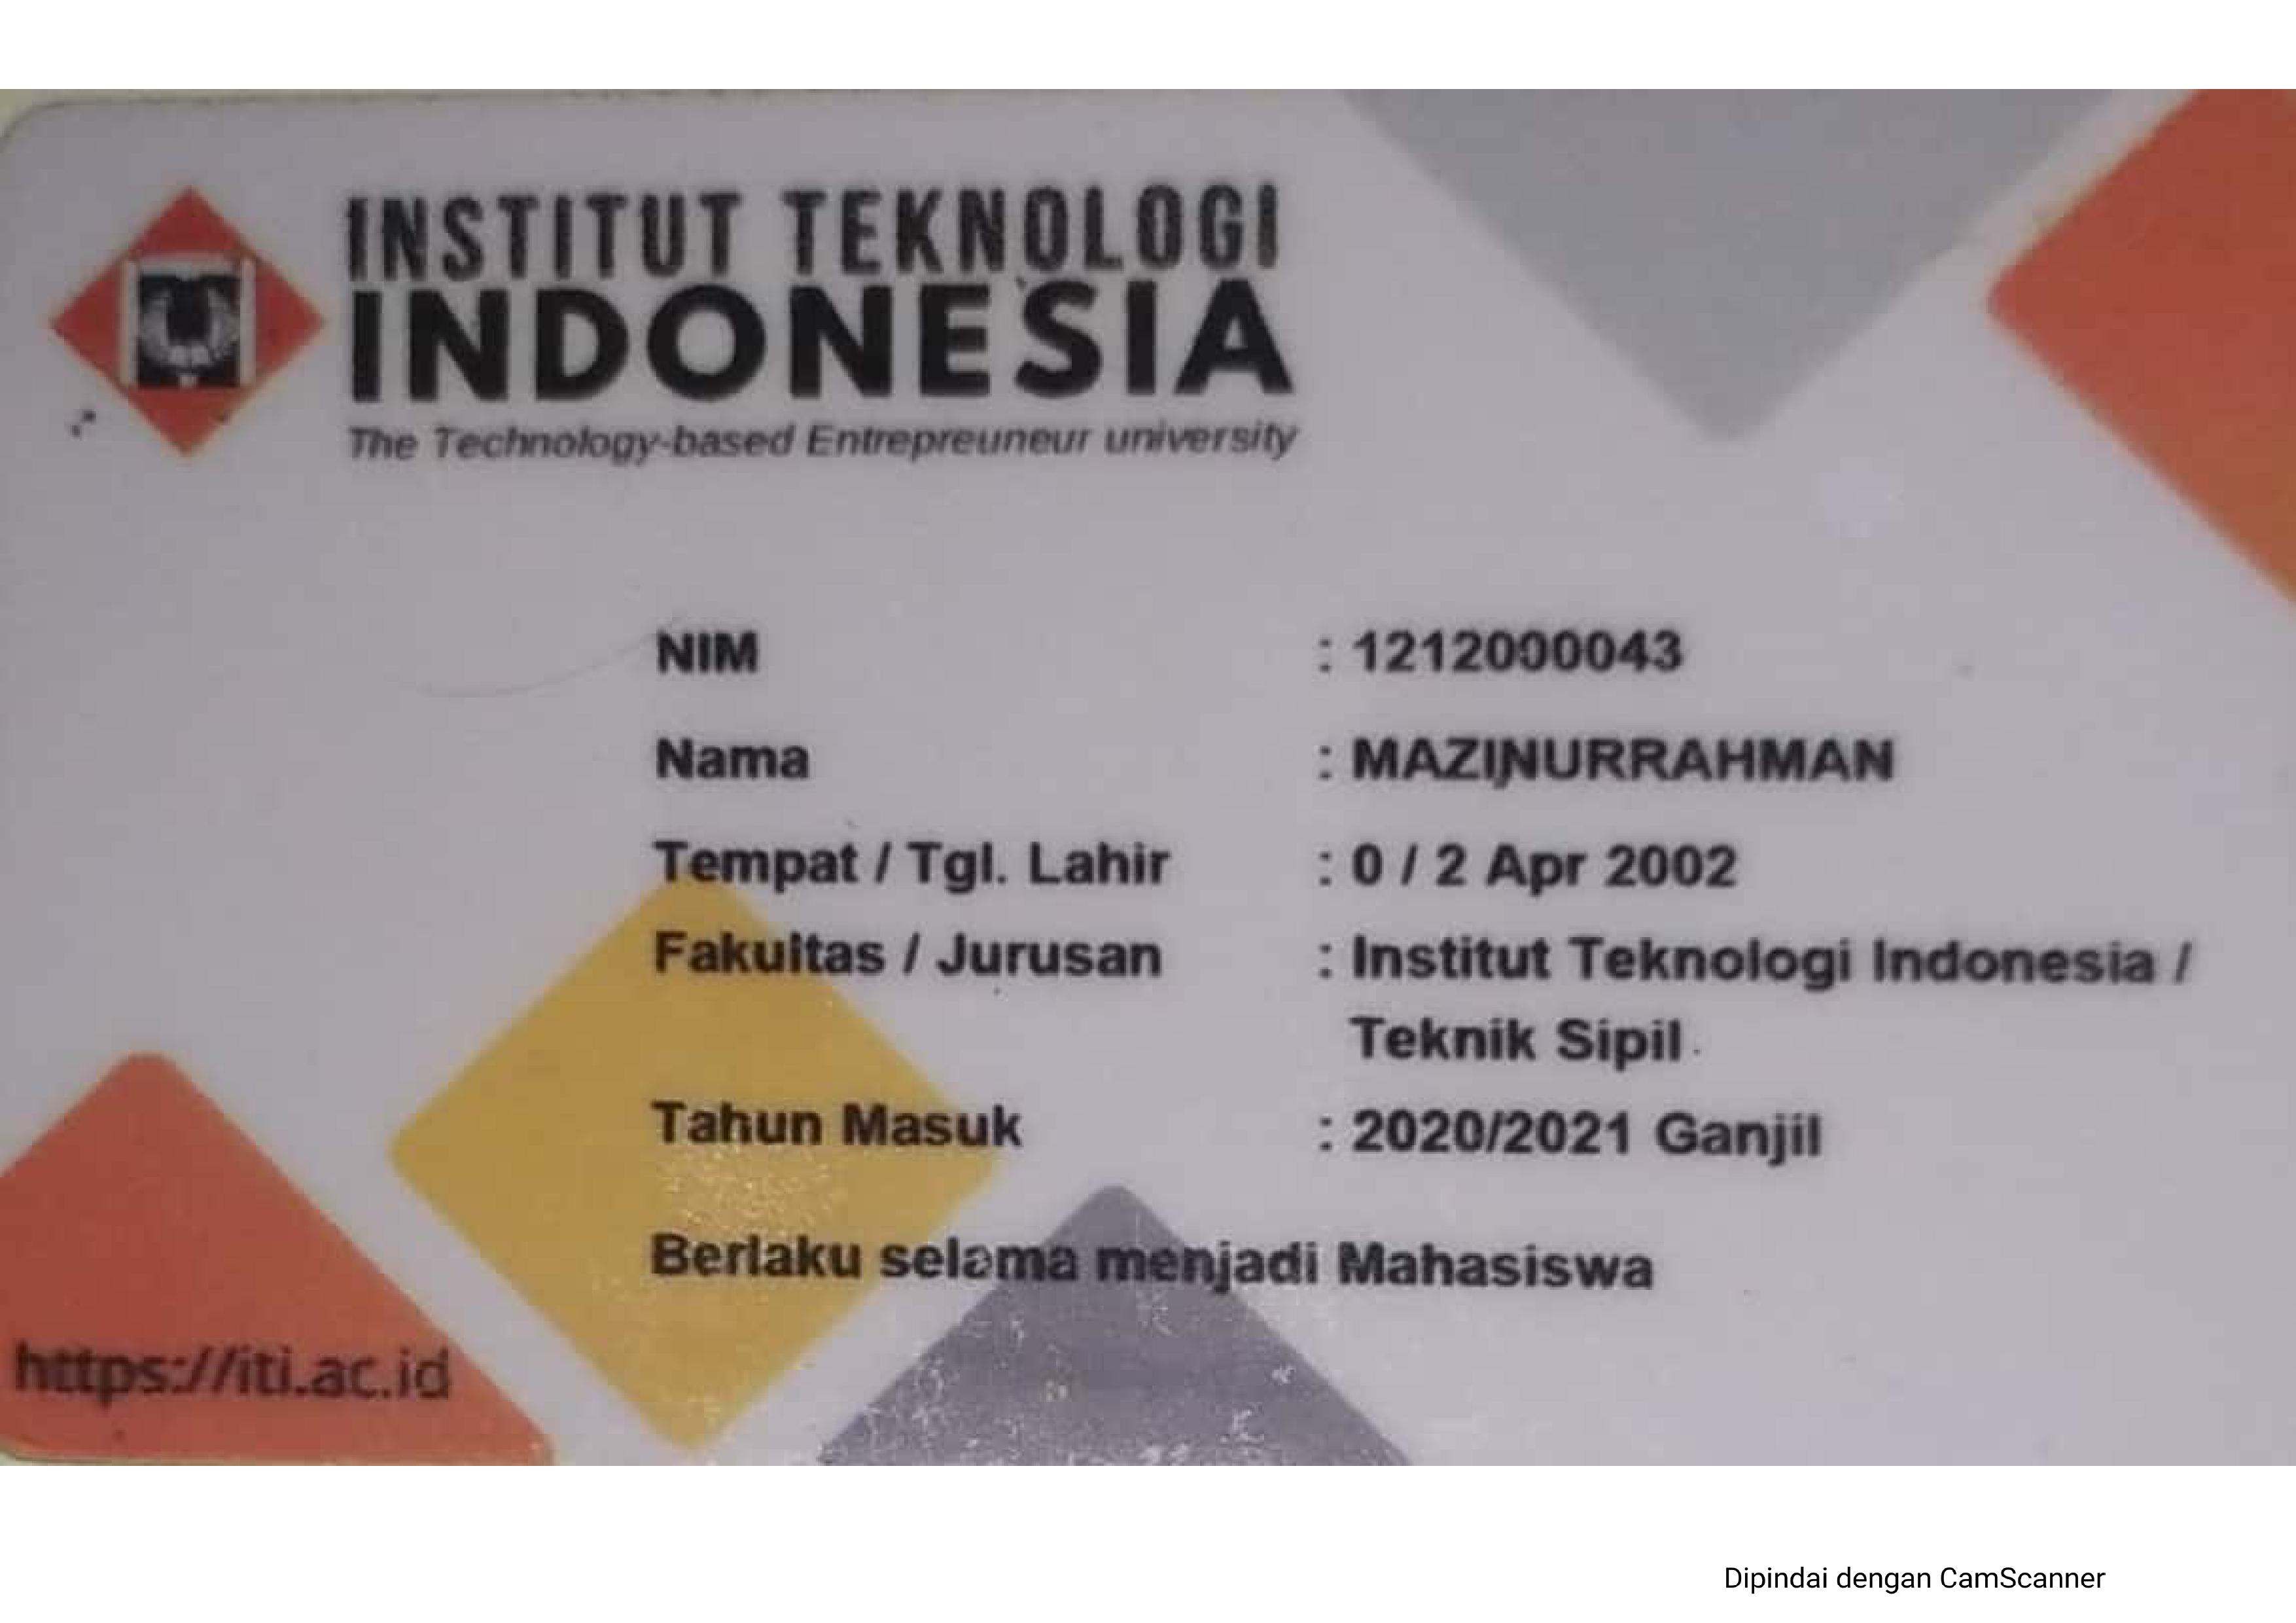 INSTITUT TEKNOLOGI
INDONESIA
The Technology-based Entrepreuneur university
NIM : 1212000043
Nama : MAZINURRAHMAN
Tempat / Tgl. Lahir : 0 / 2 Apr 2002
Fakultas / Jurusan : Institut Teknologi Indonesia /
Teknik Sipil
Tahun Masuk : 2020/2021 Ganjil
Berlaku selama menjadi Mahasiswa
https://iti.ac.id
Dipindai dengan CamScanner